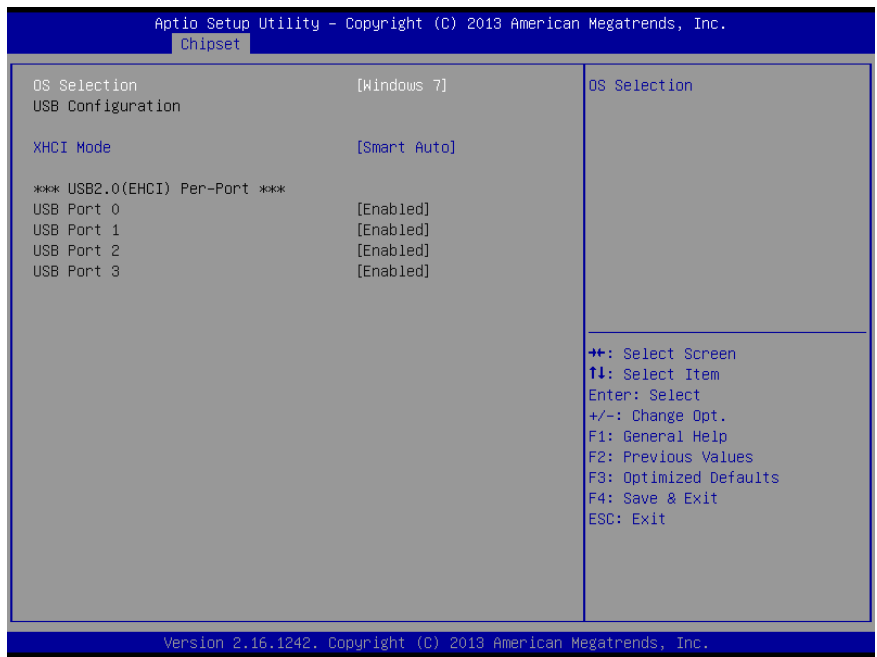 Aptio Setup Utility – Copyright (C) 2013 American Megatrends, Inc.
Chipset
OS Selection [Windows 7]
USB Configuration
XHCI Mode [Smart Auto]
*** USB2.0(EHCI) Per-Port ***
USB Port 0 [Enabled]
USB Port 1 [Enabled]
USB Port 2 [Enabled]
USB Port 3 [Enabled]
OS Selection
→←: Select Screen
↑↓: Select Item
Enter: Select
+/-: Change Opt.
F1: General Help
F2: Previous Values
F3: Optimized Defaults
F4: Save & Exit
ESC: Exit
Version 2.16.1242. Copyright (C) 2013 American Megatrends, Inc.